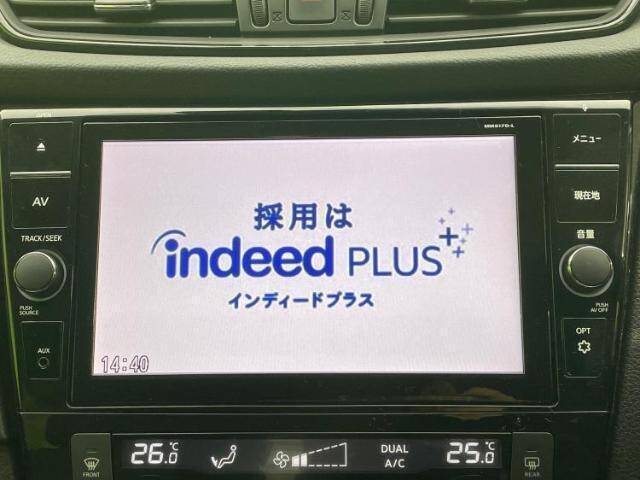 MM517D-L
OPEN
AV
TRACK/SEEK
PUSH
SOURCE
AUX
採用は
indeed PLUS
インディードプラス
14:40
メニュー
現在地
音量
PUSH
AV OFF
OPT
FRONT
26.0 °C
DUAL
A/C
25.0 °C
REAR